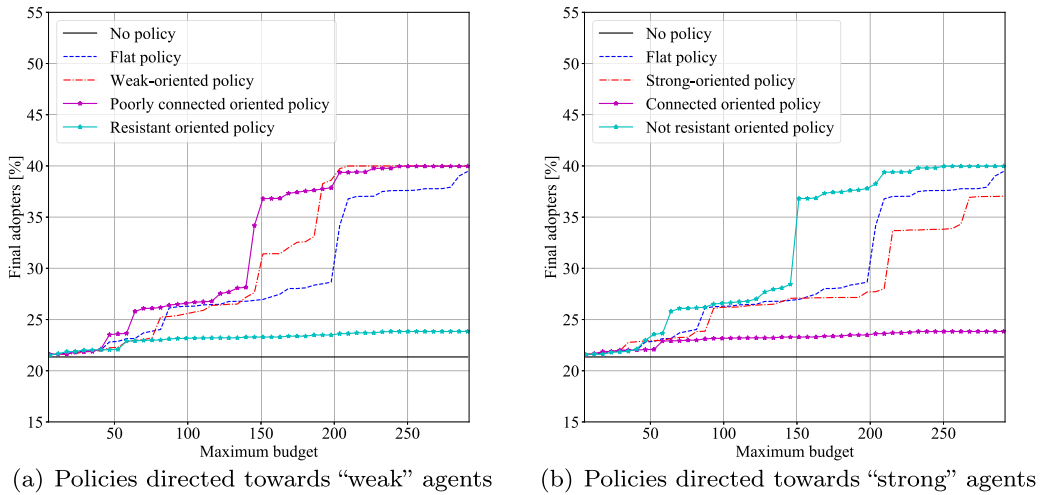 55
50
45
40
35
30
25
20
15
Final adopters [%]
No policy
Flat policy
Weak-oriented policy
Poorly connected oriented policy
Resistant oriented policy
50
100
150
200
250
Maximum budget
(a) Policies directed towards “weak” agents
55
50
45
40
35
30
25
20
15
Final adopters [%]
No policy
Flat policy
Strong-oriented policy
Connected oriented policy
Not resistant oriented policy
50
100
150
200
250
Maximum budget
(b) Policies directed towards “strong” agents